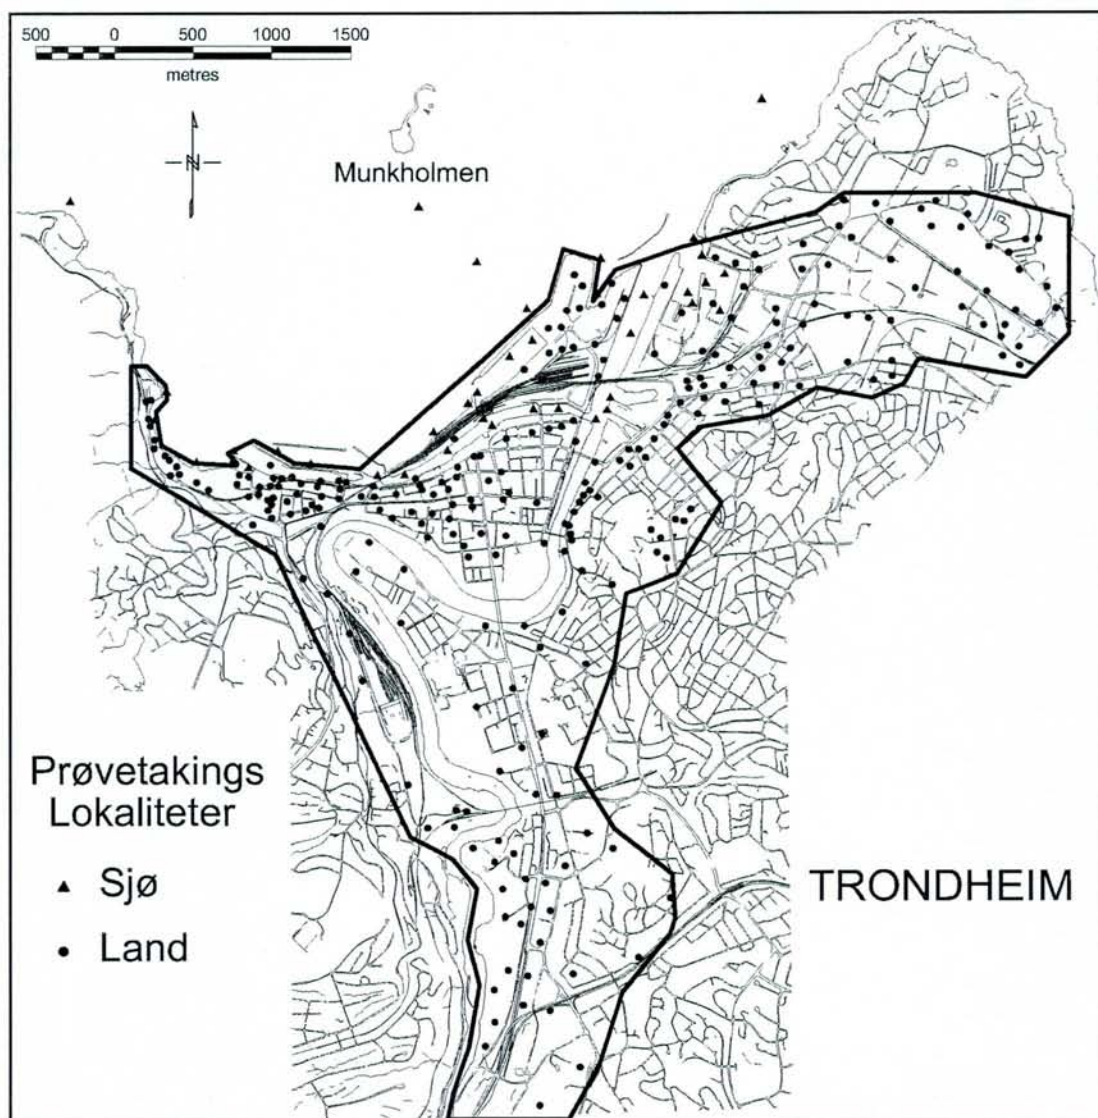 500 0 500 1000 1500
metres
N
Munkholmen
Prøvetakings
Lokaliteter
Sjø
Land
TRONDHEIM